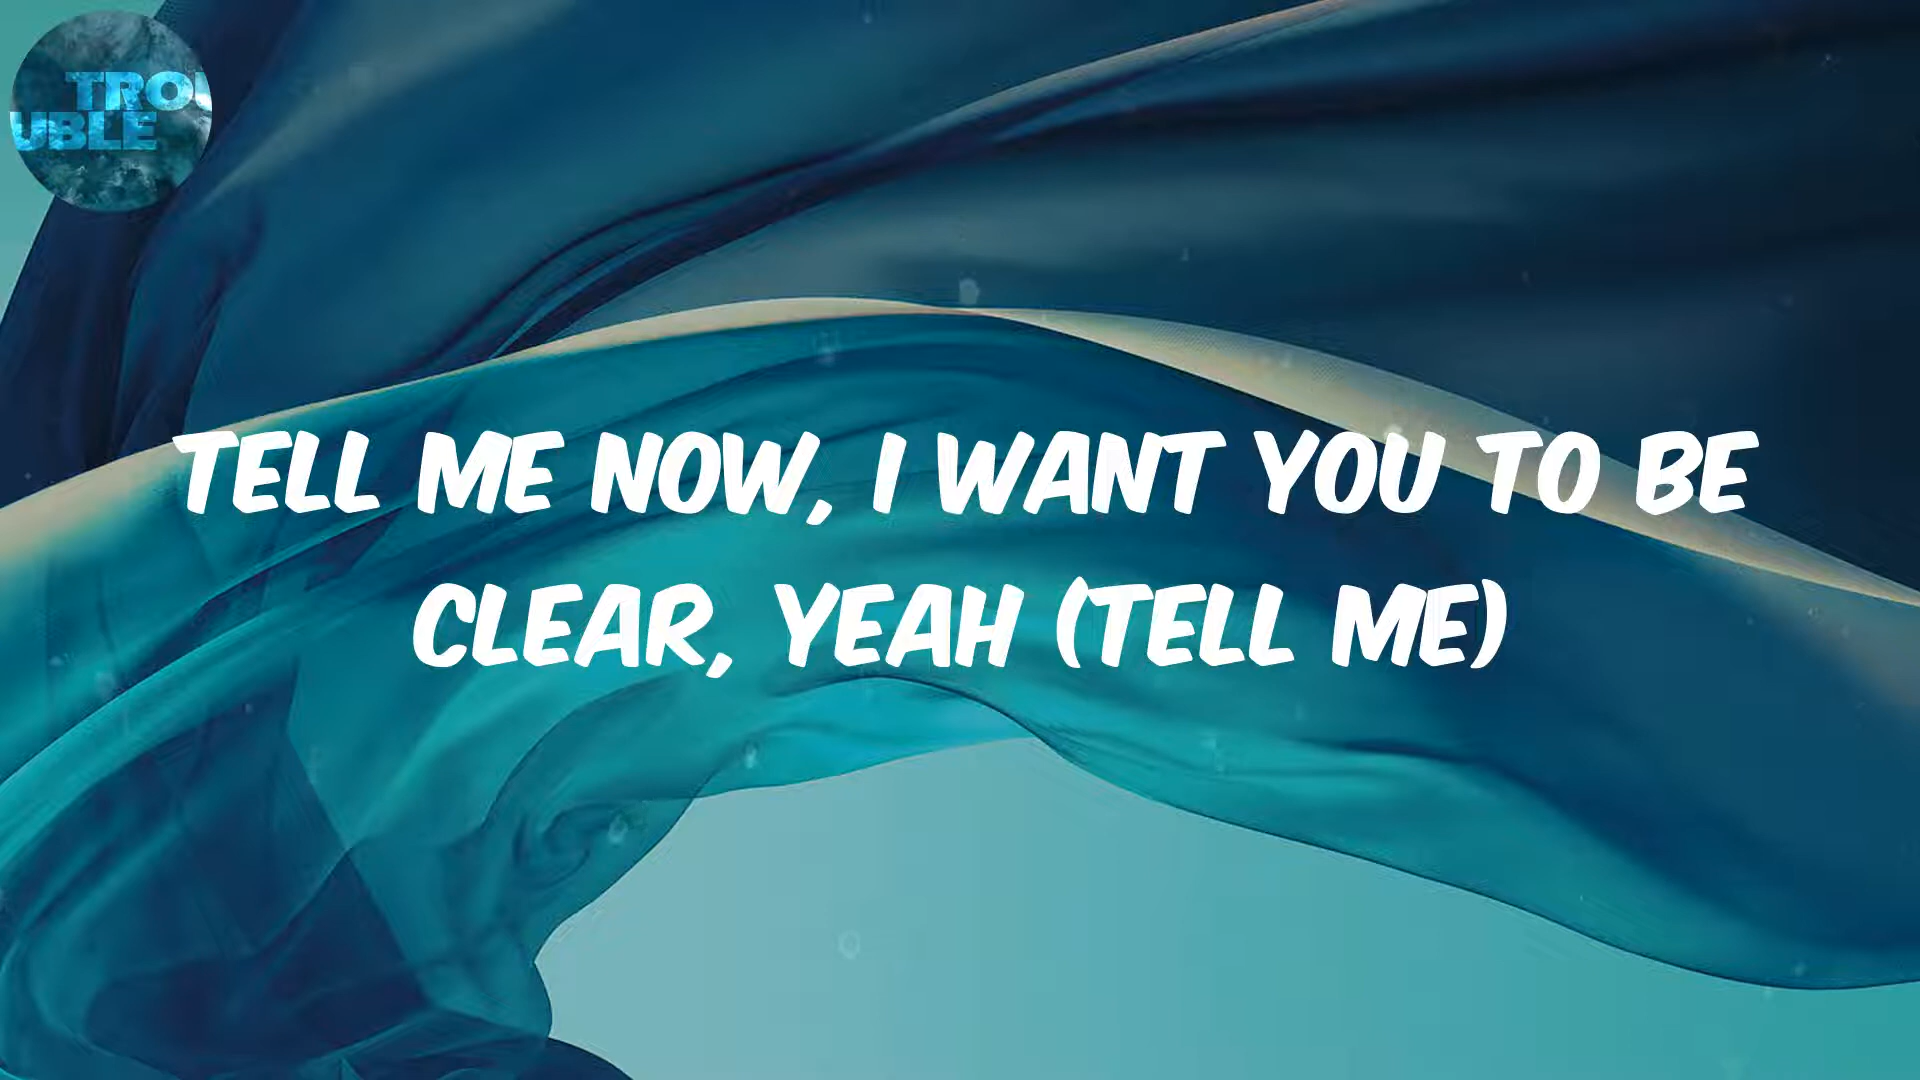 TROU
UBLE
TELL ME NOW, I WANT YOU TO BE
CLEAR, YEAH (TELL ME)